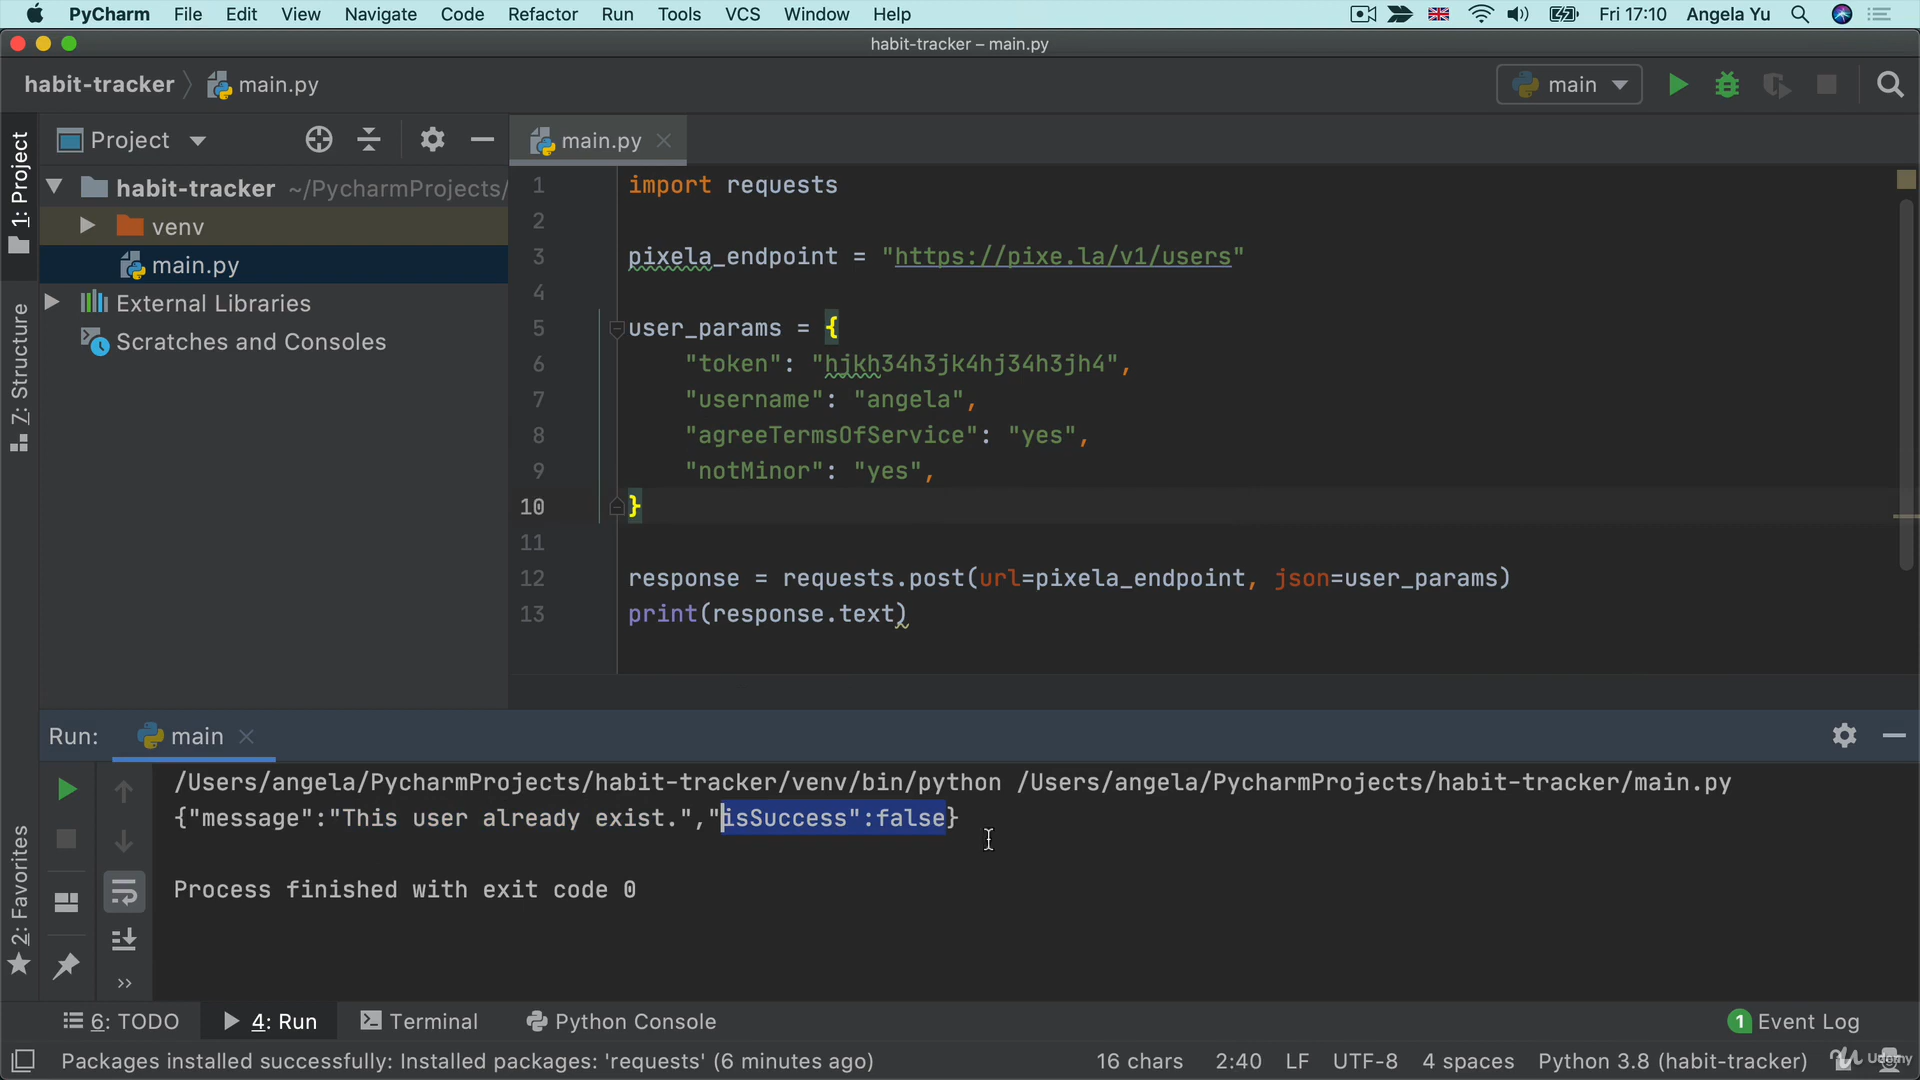 PyCharm File Edit View Navigate Code Refactor Run Tools VCS Window Help Fri 17:10 Angela Yu
habit-tracker – main.py
habit-tracker main.py main
1: Project
Project
main.py
habit-tracker ~/PycharmProjects/
venv
main.py
External Libraries
Scratches and Consoles
7: Structure
2: Favorites
1 import requests
2
3 pixela_endpoint = "https://pixe.la/v1/users"
4
5 user_params = {
6 "token": "hjkh34h3jk4hj34h3jh4",
7 "username": "angela",
8 "agreeTermsOfService": "yes",
9 "notMinor": "yes",
10 }
11
12 response = requests.post(url=pixela_endpoint, json=user_params)
13 print(response.text)
Run: main
/Users/angela/PycharmProjects/habit-tracker/venv/bin/python /Users/angela/PycharmProjects/habit-tracker/main.py
{"message":"This user already exist.","isSuccess":false}
Process finished with exit code 0
6: TODO 4: Run Terminal Python Console 1 Event Log
Packages installed successfully: Installed packages: 'requests' (6 minutes ago) 16 chars 2:40 LF UTF-8 4 spaces Python 3.8 (habit-tracker)
Udemy